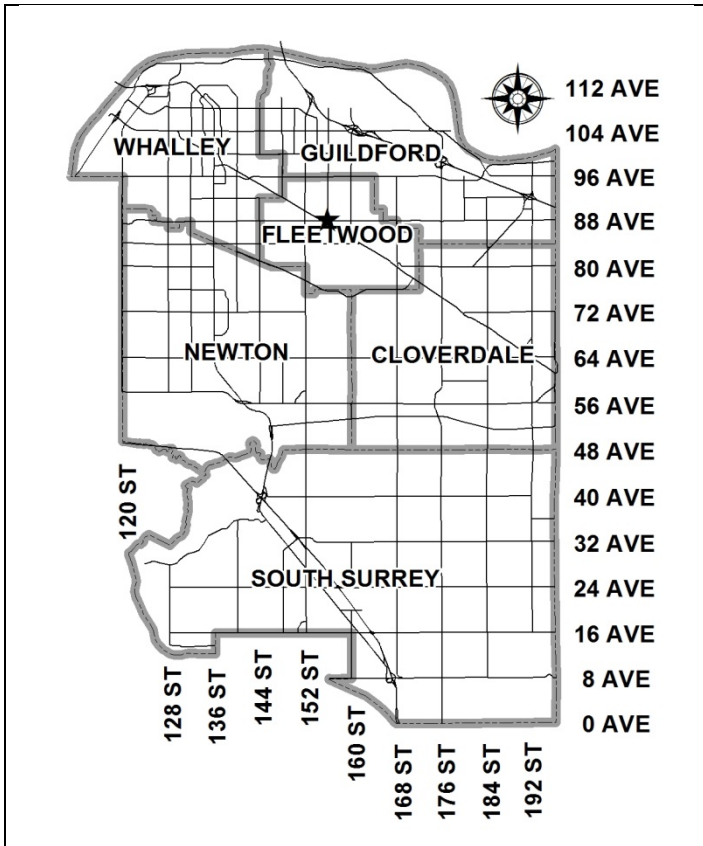 112 AVE
104 AVE
WHALLEY
GUILDFORD
96 AVE
88 AVE
FLEETWOOD
80 AVE
72 AVE
NEWTON
CLOVERDALE
64 AVE
56 AVE
48 AVE
120 ST
40 AVE
32 AVE
SOUTH SURREY
24 AVE
16 AVE
8 AVE
128 ST
136 ST
144 ST
152 ST
160 ST
0 AVE
168 ST
176 ST
184 ST
192 ST